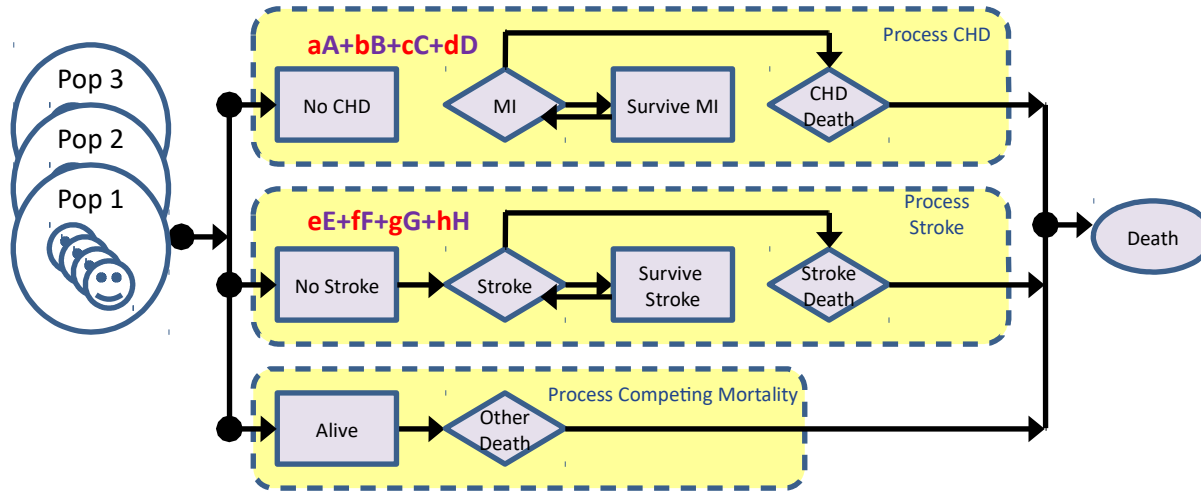 Pop 3
Pop 2
Pop 1
aA+bB+cC+dD
Process CHD
No CHD
MI
Survive MI
CHD
Death
eE+fF+gG+hH
Process
Stroke
No Stroke
Stroke
Survive
Stroke
Stroke
Death
Death
Process Competing Mortality
Alive
Other
Death